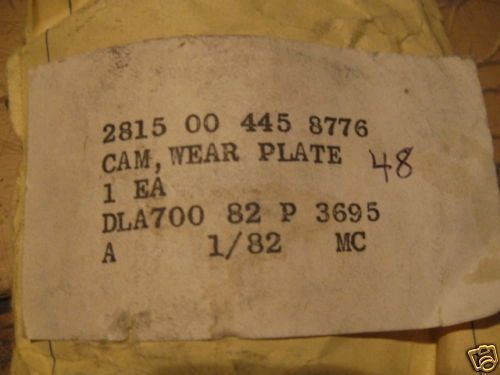 2815 00 445 8776
CAM, WEAR PLATE 48
1 EA
DLA700 82 P 3695
A 1/82 MC